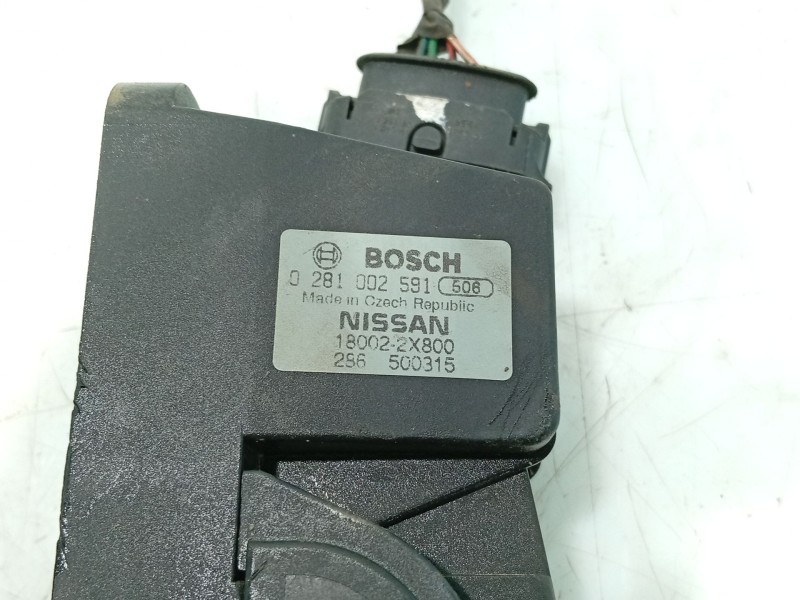 BOSCH
0 281 002 591 506
Made in Czech Republic
NISSAN
18002-2X800
286 500315